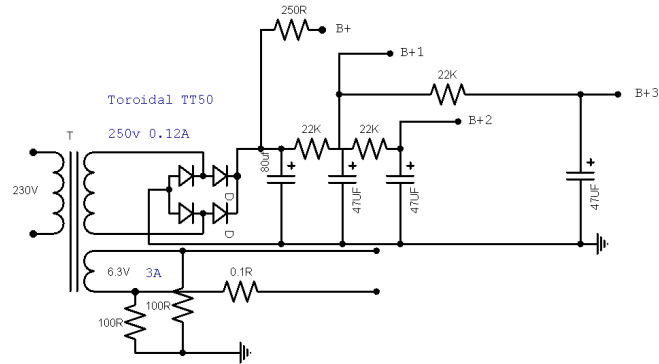 250R
B+
B+1
22K
B+3
Toroidal TT50
T
250v 0.12A
22K
22K
B+2
80uf
230V
D
D
47UF
47UF
47UF
6.3V
3A
0.1R
100R
100R